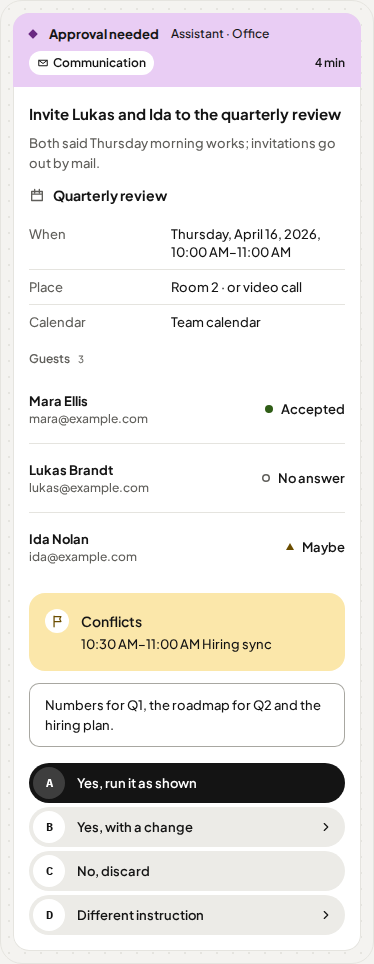 Approval needed Assistant · Office
Communication 4 min
Invite Lukas and Ida to the quarterly review
Both said Thursday morning works; invitations go
out by mail.
Quarterly review
When Thursday, April 16, 2026,
10:00 AM–11:00 AM
Place Room 2 · or video call
Calendar Team calendar
Guests 3
Mara Ellis
mara@example.com
Accepted
Lukas Brandt
lukas@example.com
No answer
Ida Nolan
ida@example.com
Maybe
Conflicts
10:30 AM–11:00 AM Hiring sync
Numbers for Q1, the roadmap for Q2 and the
hiring plan.
A Yes, run it as shown
B Yes, with a change
C No, discard
D Different instruction